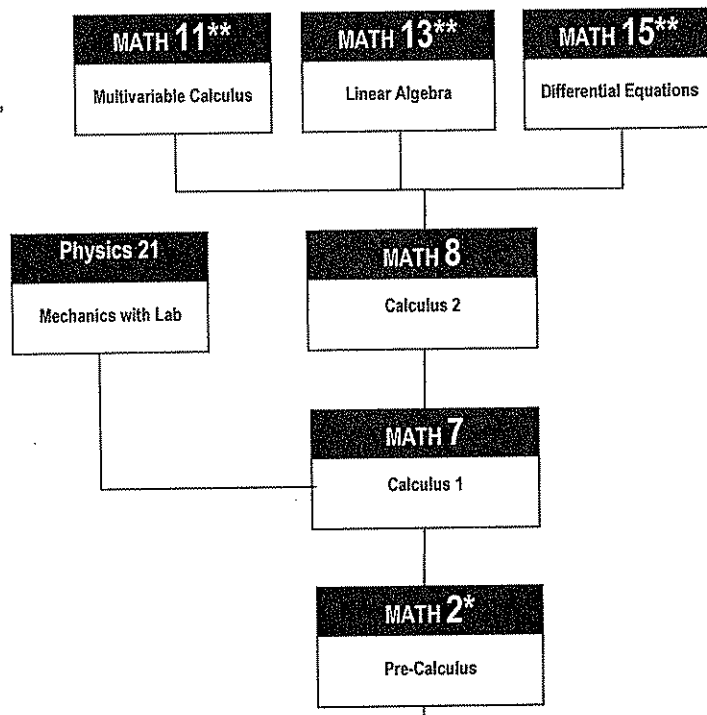 MATH 11**
Multivariable Calculus
MATH 13**
Linear Algebra
MATH 15**
Differential Equations
Physics 21
Mechanics with Lab
MATH 8
Calculus 2
MATH 7
Calculus 1
MATH 2*
Pre-Calculus